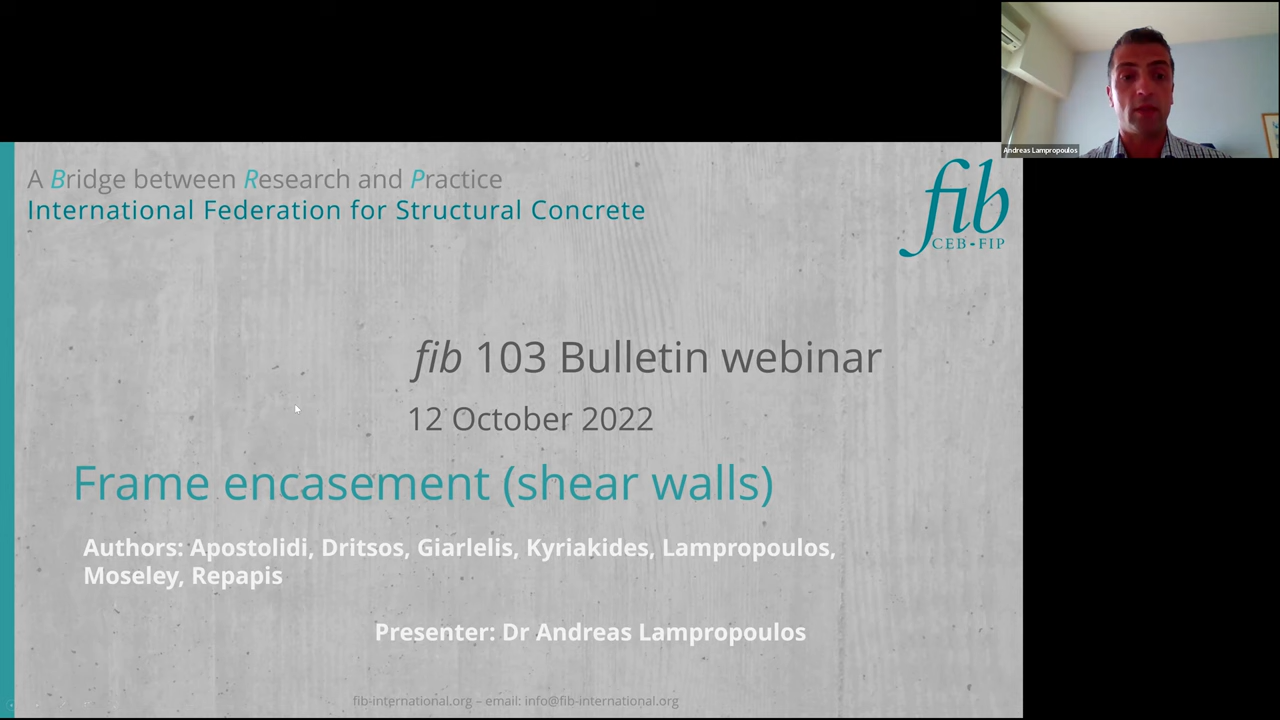 Andreas Lampropoulos
A Bridge between Research and Practice
International Federation for Structural Concrete
fib
CEB-FIP
fib 103 Bulletin webinar
12 October 2022
Frame encasement (shear walls)
Authors: Apostolidi, Dritsos, Giarlelis, Kyriakides, Lampropoulos,
Moseley, Repapis
Presenter: Dr Andreas Lampropoulos
fib-international.org – email: info@fib-international.org